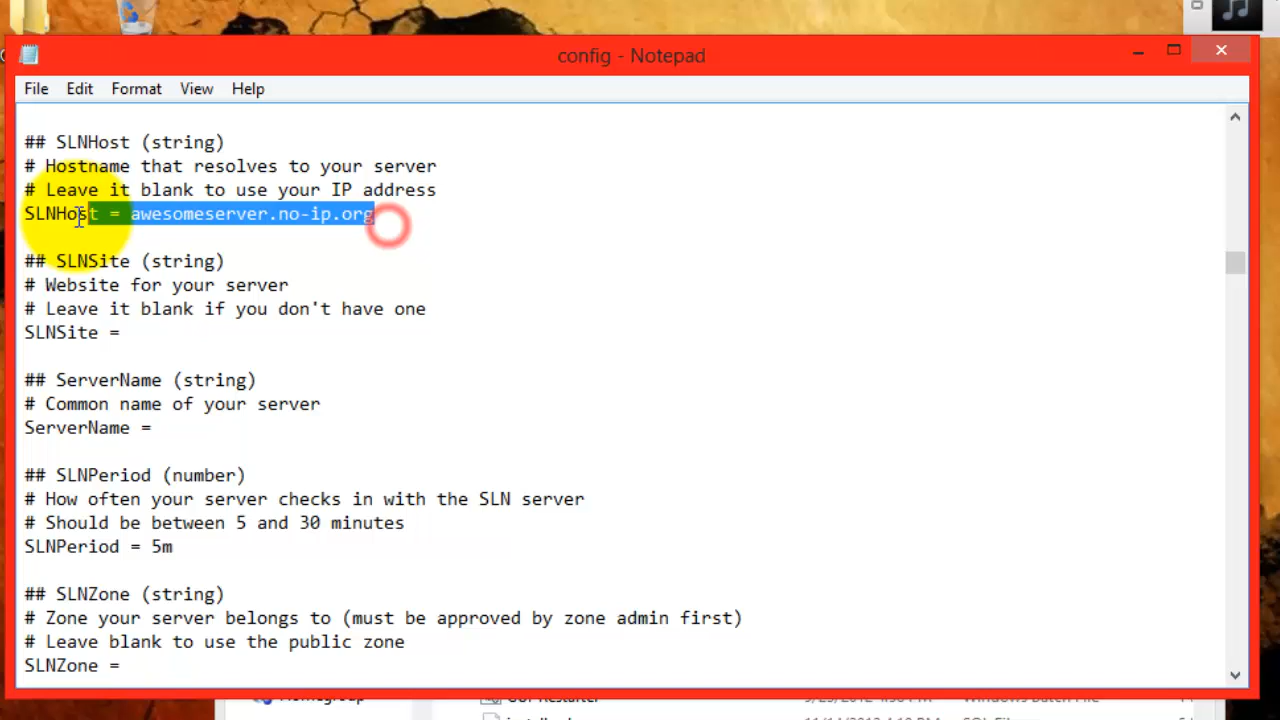 config - Notepad
File Edit Format View Help
## SLNHost (string)
# Hostname that resolves to your server
# Leave it blank to use your IP address
SLNHost = awesomeserver.no-ip.org
## SLNSite (string)
# Website for your server
# Leave it blank if you don't have one
SLNSite =
## ServerName (string)
# Common name of your server
ServerName =
## SLNPeriod (number)
# How often your server checks in with the SLN server
# Should be between 5 and 30 minutes
SLNPeriod = 5m
## SLNZone (string)
# Zone your server belongs to (must be approved by zone admin first)
# Leave blank to use the public zone
SLNZone =